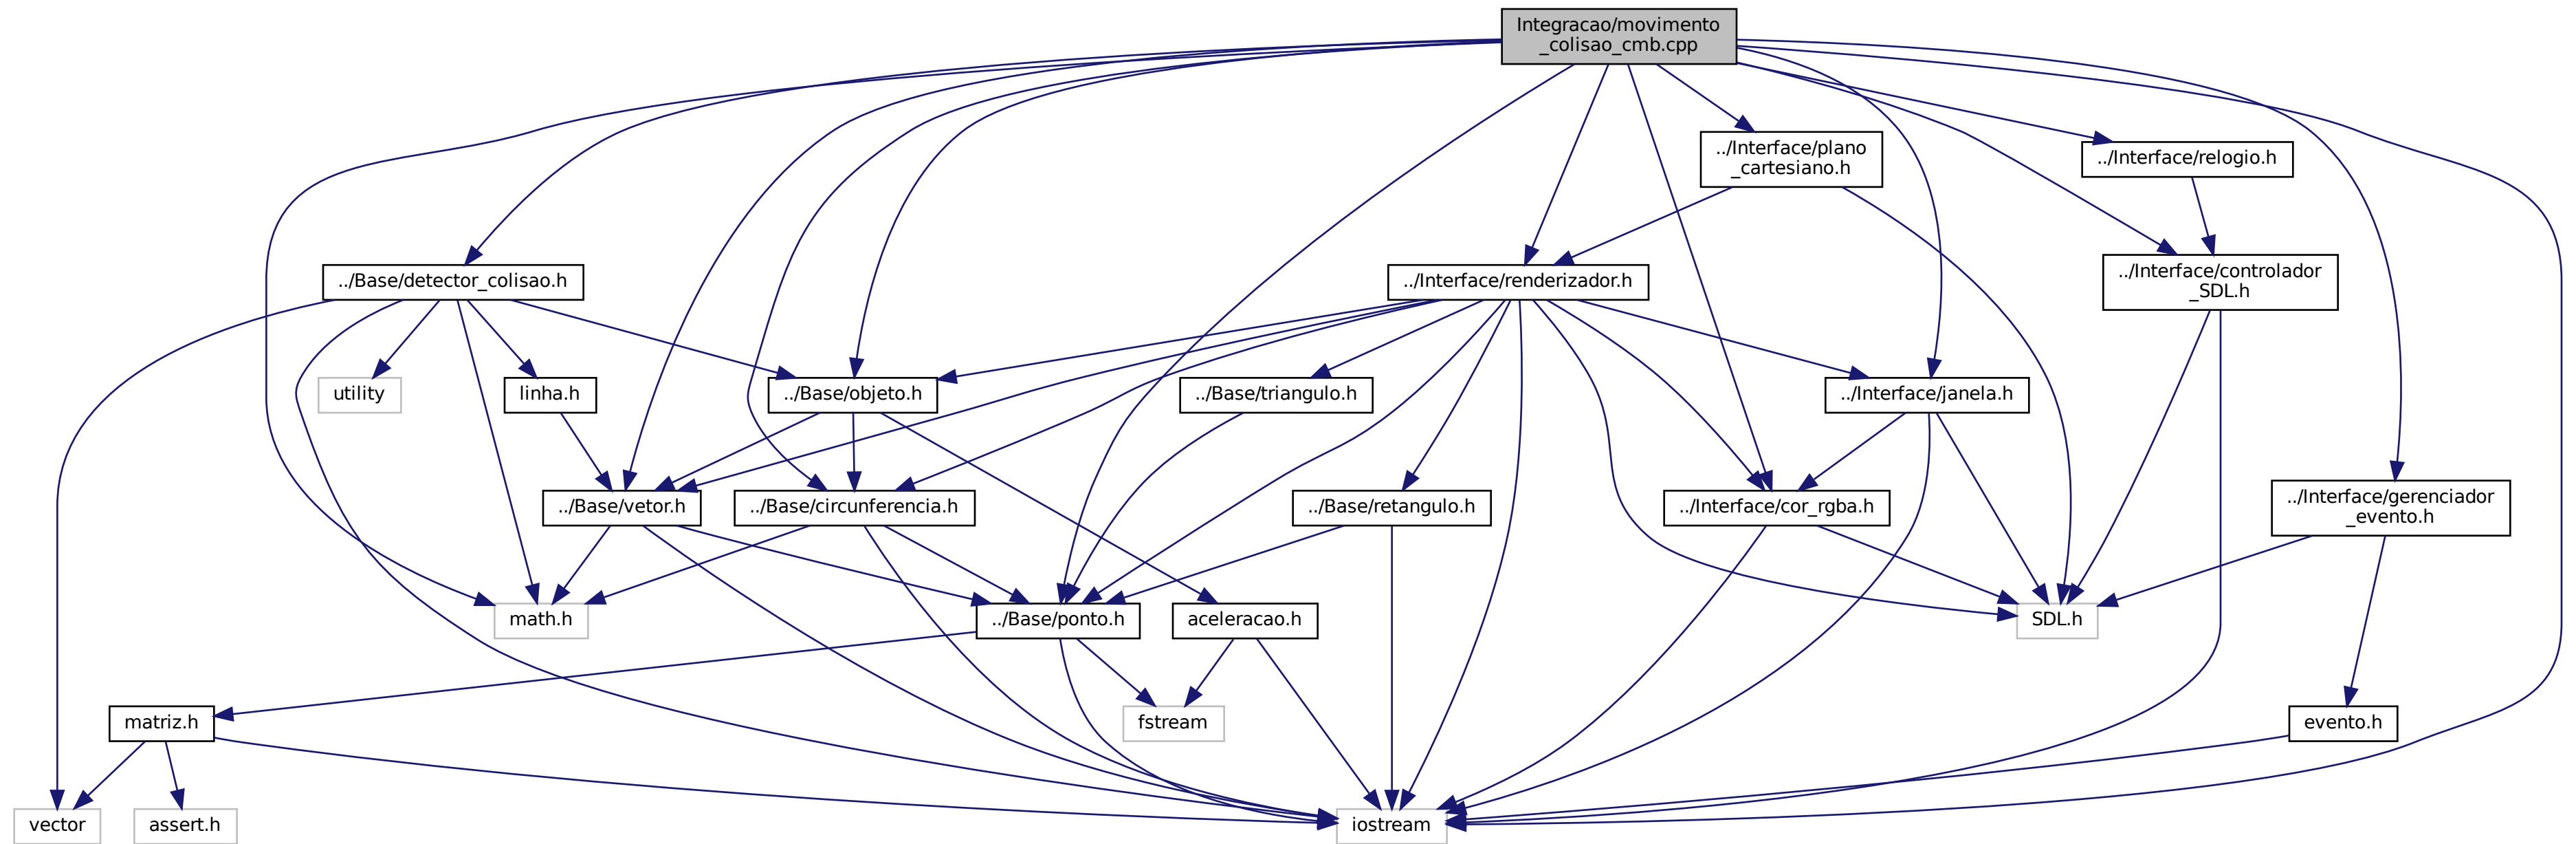 Integracao/movimento
_colisao_cmb.cpp
../Interface/plano
_cartesiano.h
../Interface/relogio.h
../Base/detector_colisao.h
../Interface/renderizador.h
../Interface/controlador
_SDL.h
utility
linha.h
../Base/objeto.h
../Base/triangulo.h
../Interface/janela.h
../Base/vetor.h
../Base/circunferencia.h
../Base/retangulo.h
../Interface/cor_rgba.h
../Interface/gerenciador
_evento.h
math.h
../Base/ponto.h
aceleracao.h
SDL.h
matriz.h
fstream
evento.h
vector
assert.h
iostream